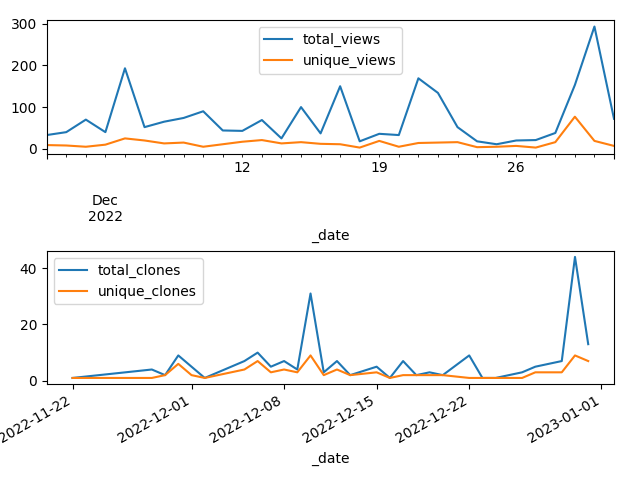 300
200
100
0
total_views
unique_views
12
19
26
Dec
2022
_date
40
20
0
total_clones
unique_clones
2022-11-22
2022-12-01
2022-12-08
2022-12-15
2022-12-22
2023-01-01
_date